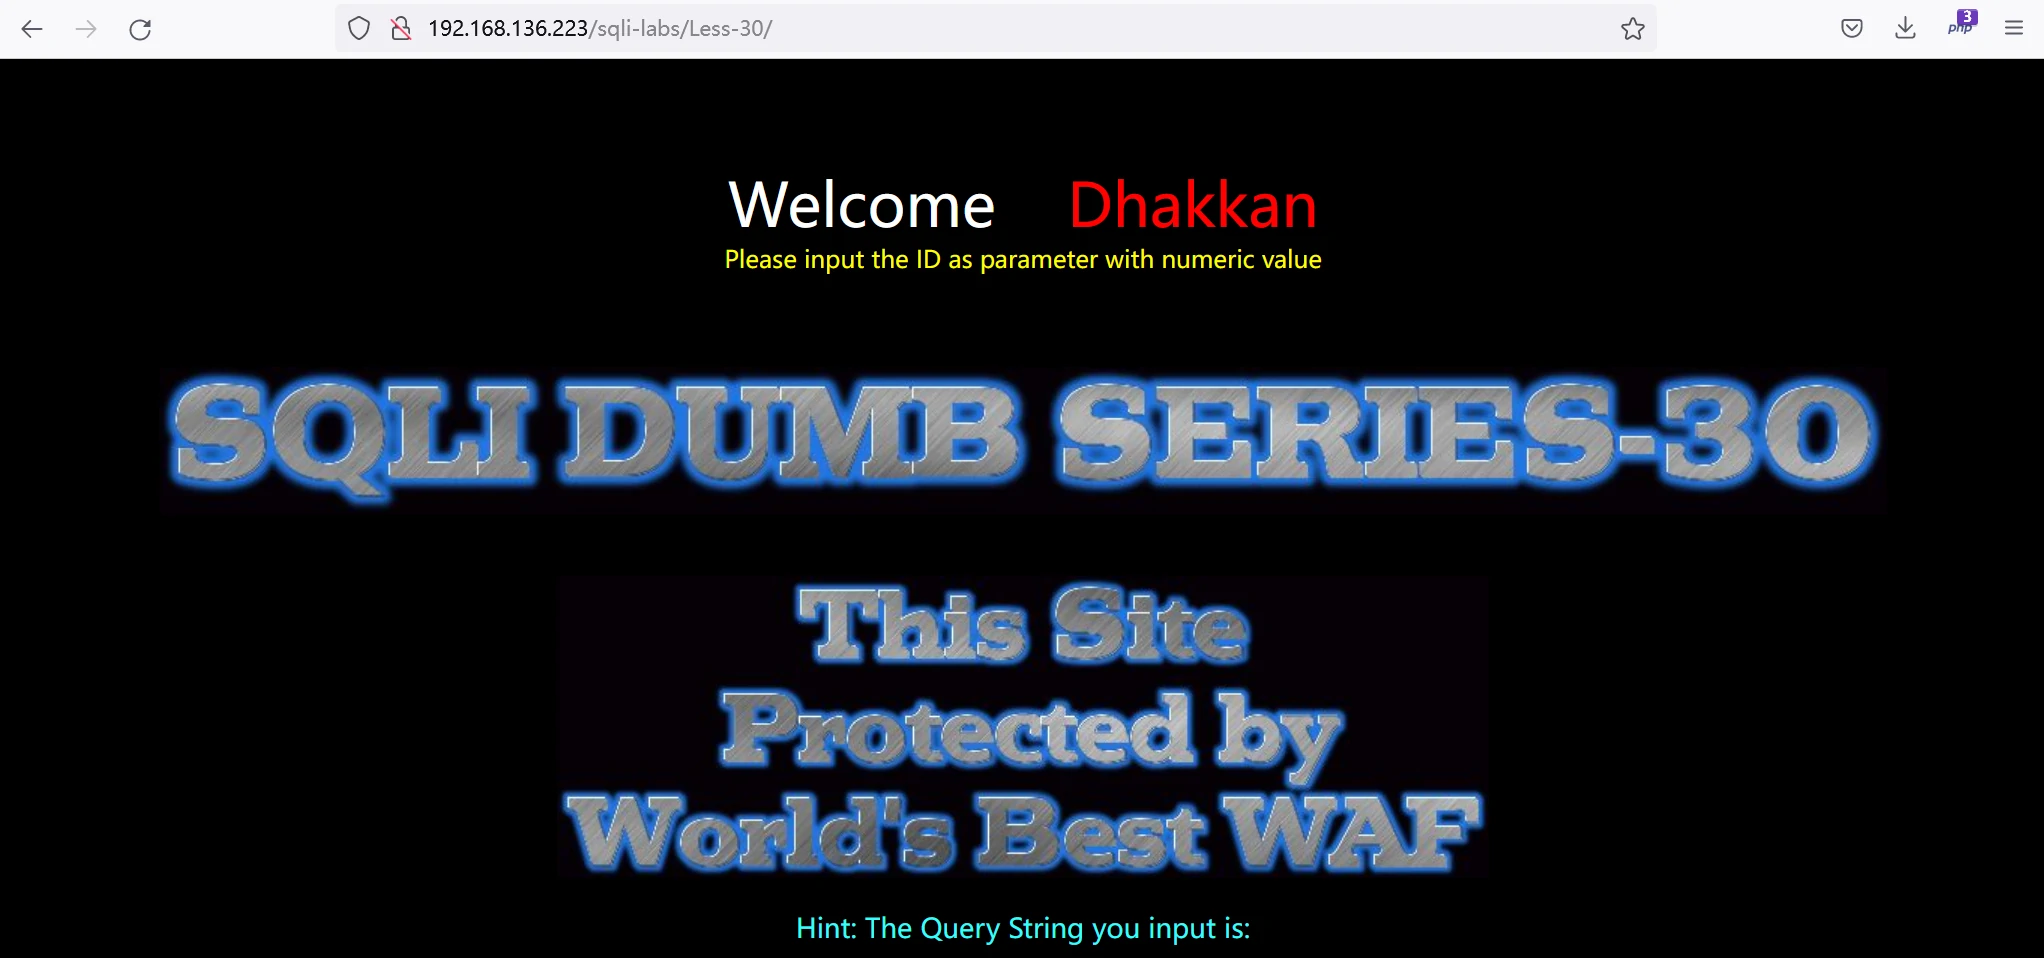 192.168.136.223/sqli-labs/Less-30/
3
php
Welcome Dhakkan
Please input the ID as parameter with numeric value
SQLI DUMB SERIES-30
This Site
Protected by
World's Best WAF
Hint: The Query String you input is: